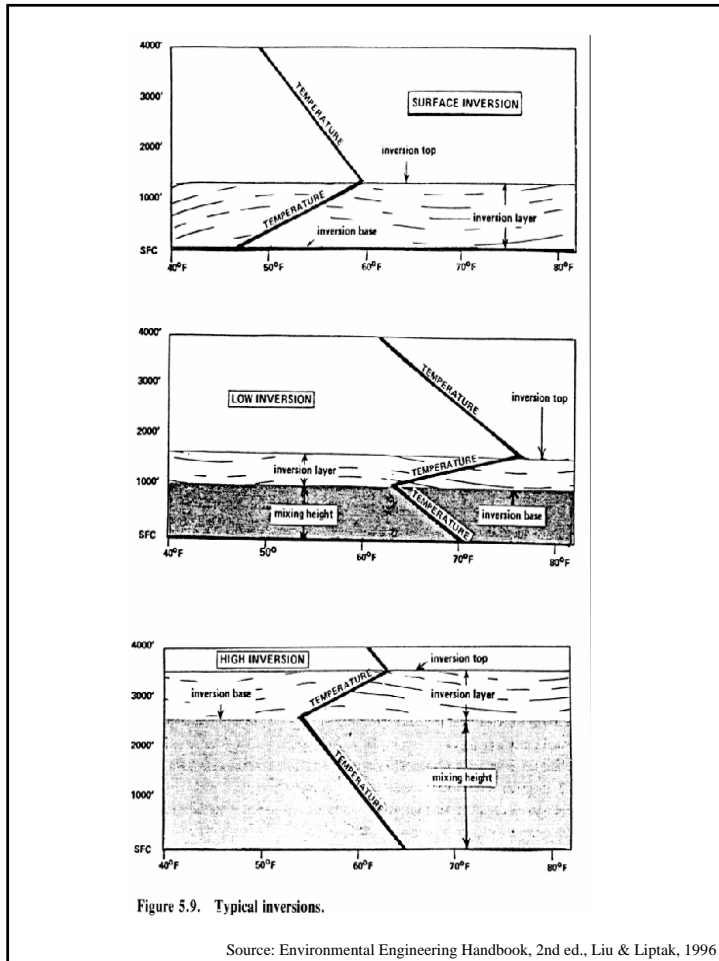 4000'
TEMPERATURE
3000'
SURFACE INVERSION
2000'
inversion top
1000'
TEMPERATURE
inversion layer
inversion base
SFC
40°F 50°F 60°F 70°F 80°F
4000'
TEMPERATURE
3000'
LOW INVERSION
inversion top
2000'
inversion layer
TEMPERATURE
1000'
mixing height
TEMPERATURE
inversion base
SFC
40°F 50° 60°F 70°F 80°F
4000'
HIGH INVERSION
inversion top
inversion base
3000'
TEMPERATURE
inversion layer
2000'
TEMPERATURE
mixing height
1000'
SFC
40°F 50°F 60°F 70°F 80°F
Figure 5.9. Typical inversions.
Source: Environmental Engineering Handbook, 2nd ed., Liu & Liptak, 1996